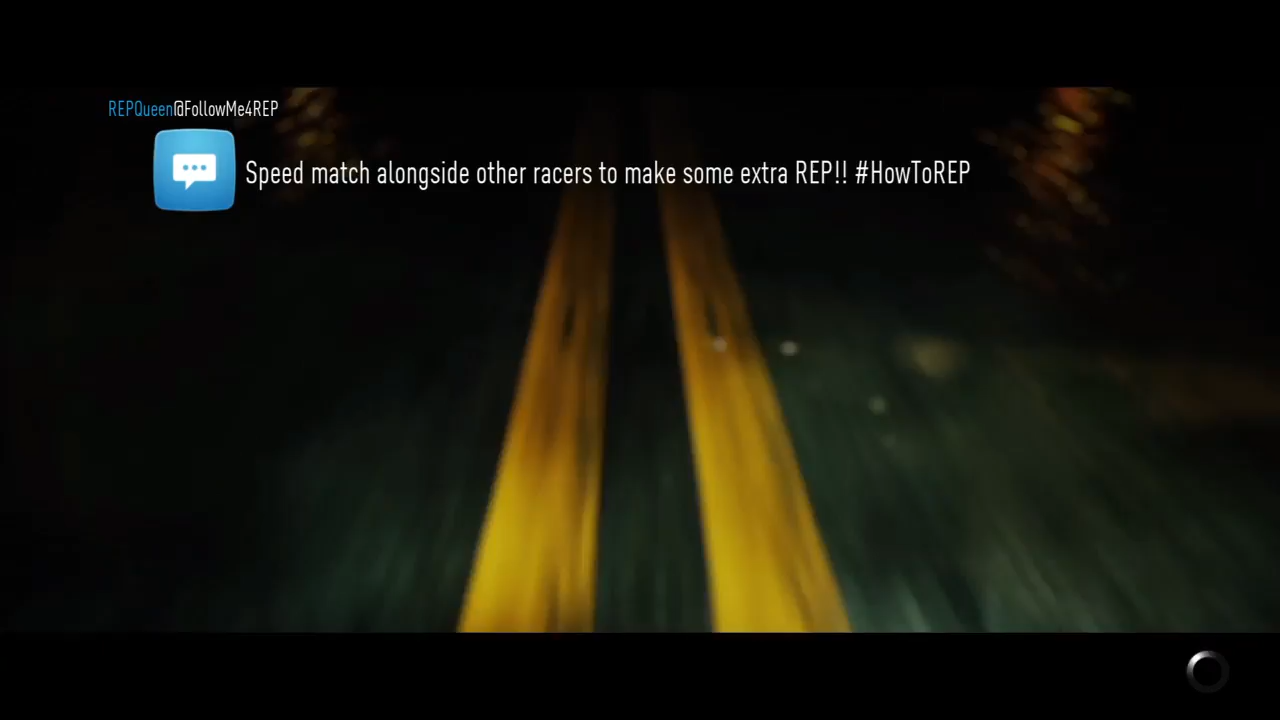 REPQueen@FollowMe4REP
Speed match alongside other racers to make some extra REP!! #HowToREP